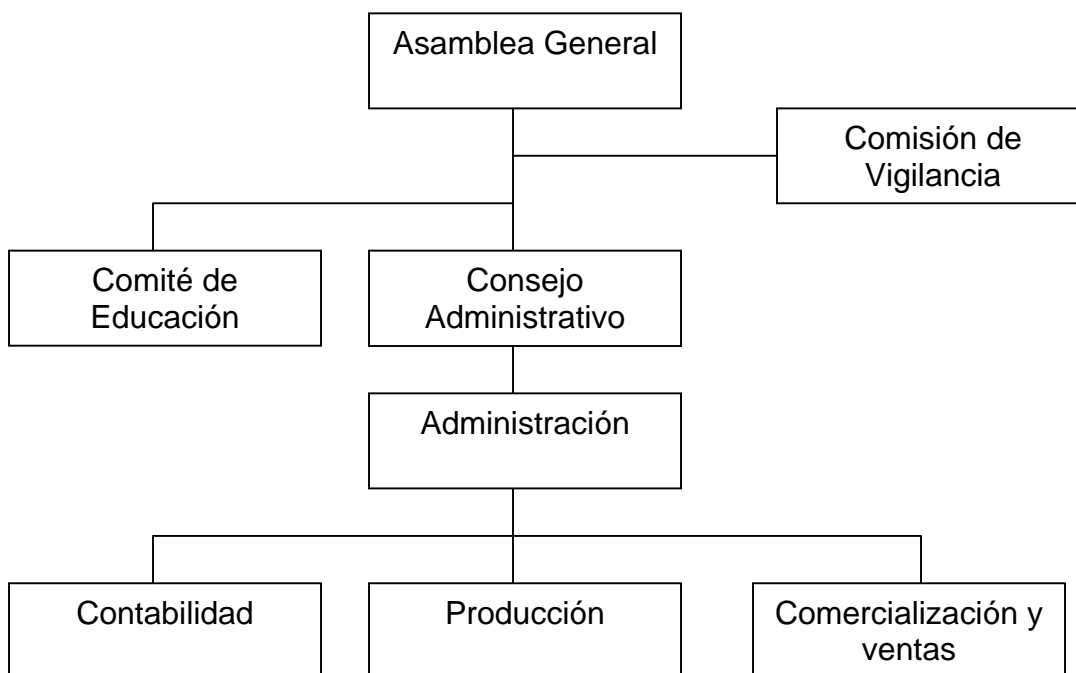 Asamblea General
Comisión de
Vigilancia
Comité de
Educación
Consejo
Administrativo
Administración
Contabilidad
Producción
Comercialización y
ventas